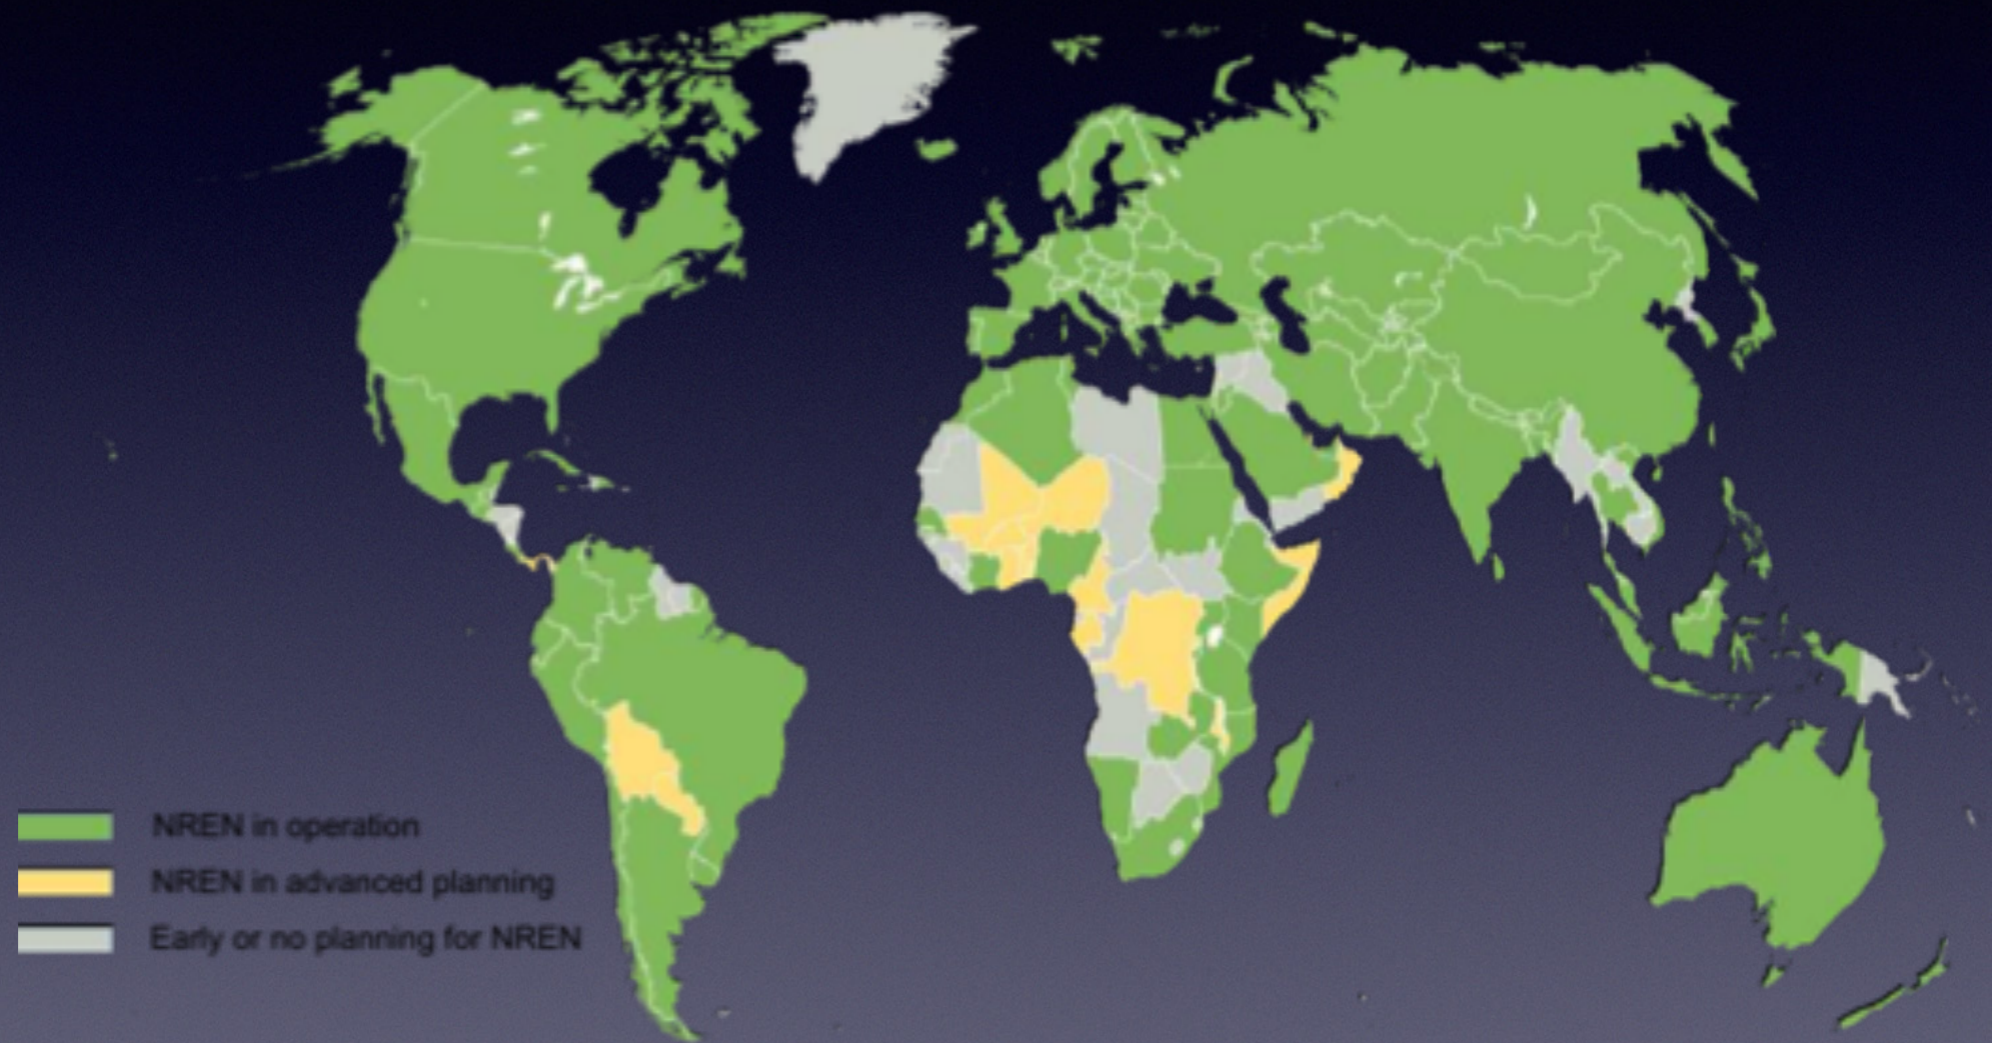 NREN in operation
NREN in advanced planning
Early or no planning for NREN